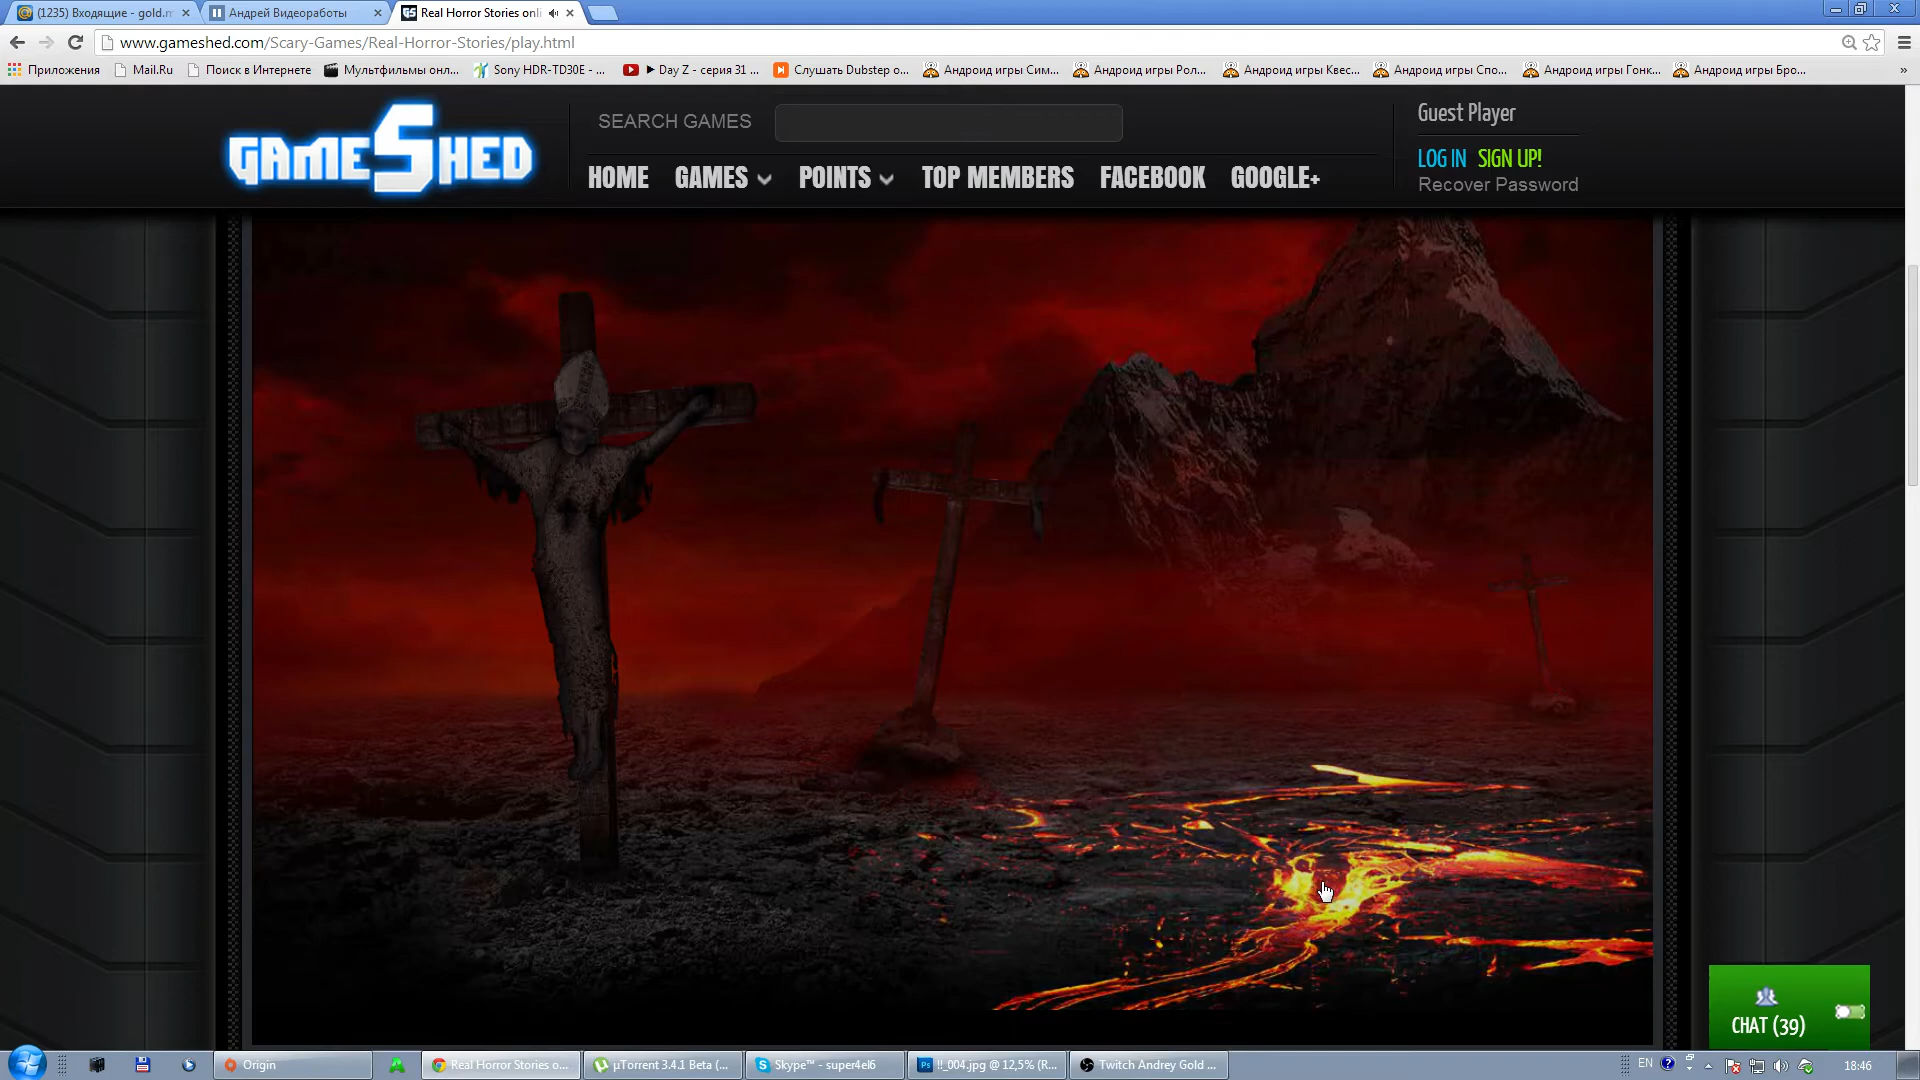 (1235) Входящие - gold.m
Андрей Видеоработы
Real Horror Stories onli
www.gameshed.com/Scary-Games/Real-Horror-Stories/play.html
Приложения
Mail.Ru
Поиск в Интернете
Мультфильмы онл...
Sony HDR-TD30E - ...
► Day Z - серия 31 ...
Слушать Dubstep о...
Андроид игры Сим...
Андроид игры Рол...
Андроид игры Квес...
Андроид игры Спо...
Андроид игры Гонк...
Андроид игры Бро...
»
GAMESHED
SEARCH GAMES
Guest Player
LOG IN SIGN UP!
Recover Password
HOME GAMES POINTS TOP MEMBERS FACEBOOK GOOGLE+
CHAT (39)
Origin
Real Horror Stories o...
µTorrent 3.4.1 Beta (...
Skype™ - super4el6
!!_004.jpg @ 12,5% (R...
Twitch Andrey Gold ...
EN
18:46